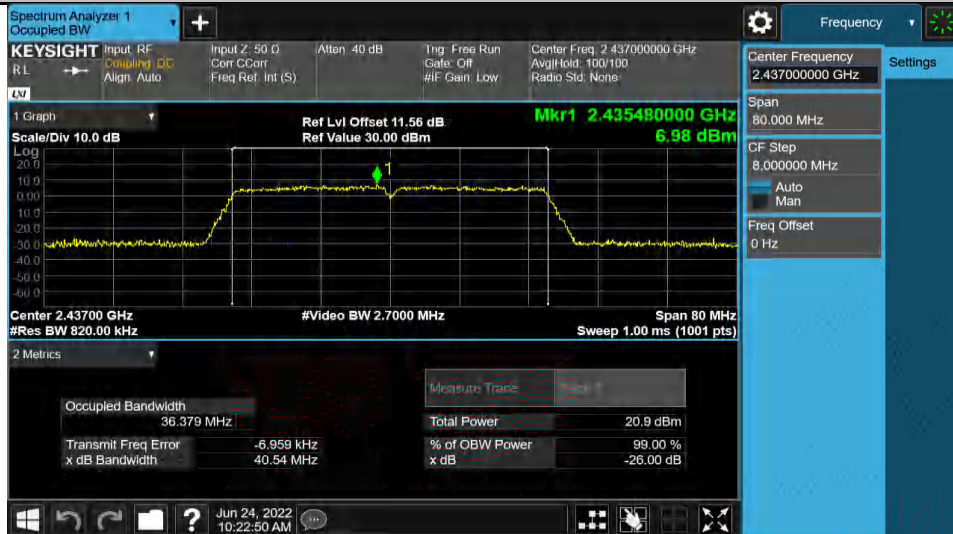 Spectrum Analyzer 1
Occupied BW
Frequency
KEYSIGHT
RL
LXI
Input: RF
Coupling: DC
Align: Auto
Input Z: 50 Ω
Corr CCorr
Freq Ref: Int (S)
Atten: 40 dB
Trig: Free Run
Gate: Off
#IF Gain: Low
Center Freq: 2.437000000 GHz
Avg|Hold: 100/100
Radio Std: None
Center Frequency
2.437000000 GHz
Settings
Span
80.000 MHz
CF Step
8.000000 MHz
Auto
Man
Freq Offset
0 Hz
1 Graph
Scale/Div 10.0 dB
Ref Lvl Offset 11.56 dB
Ref Value 30.00 dBm
Mkr1 2.435480000 GHz
6.98 dBm
Log
20.0
10.0
0.00
-10.0
-20.0
-30.0
-40.0
-50.0
-60.0
1
Center 2.43700 GHz
#Res BW 820.00 kHz
#Video BW 2.7000 MHz
Span 80 MHz
Sweep 1.00 ms (1001 pts)
2 Metrics
Measure Trace
Occupied Bandwidth
36.379 MHz
Total Power 20.9 dBm
Transmit Freq Error -6.959 kHz
% of OBW Power 99.00 %
x dB Bandwidth 40.54 MHz
x dB -26.00 dB
Jun 24, 2022
10:22:50 AM